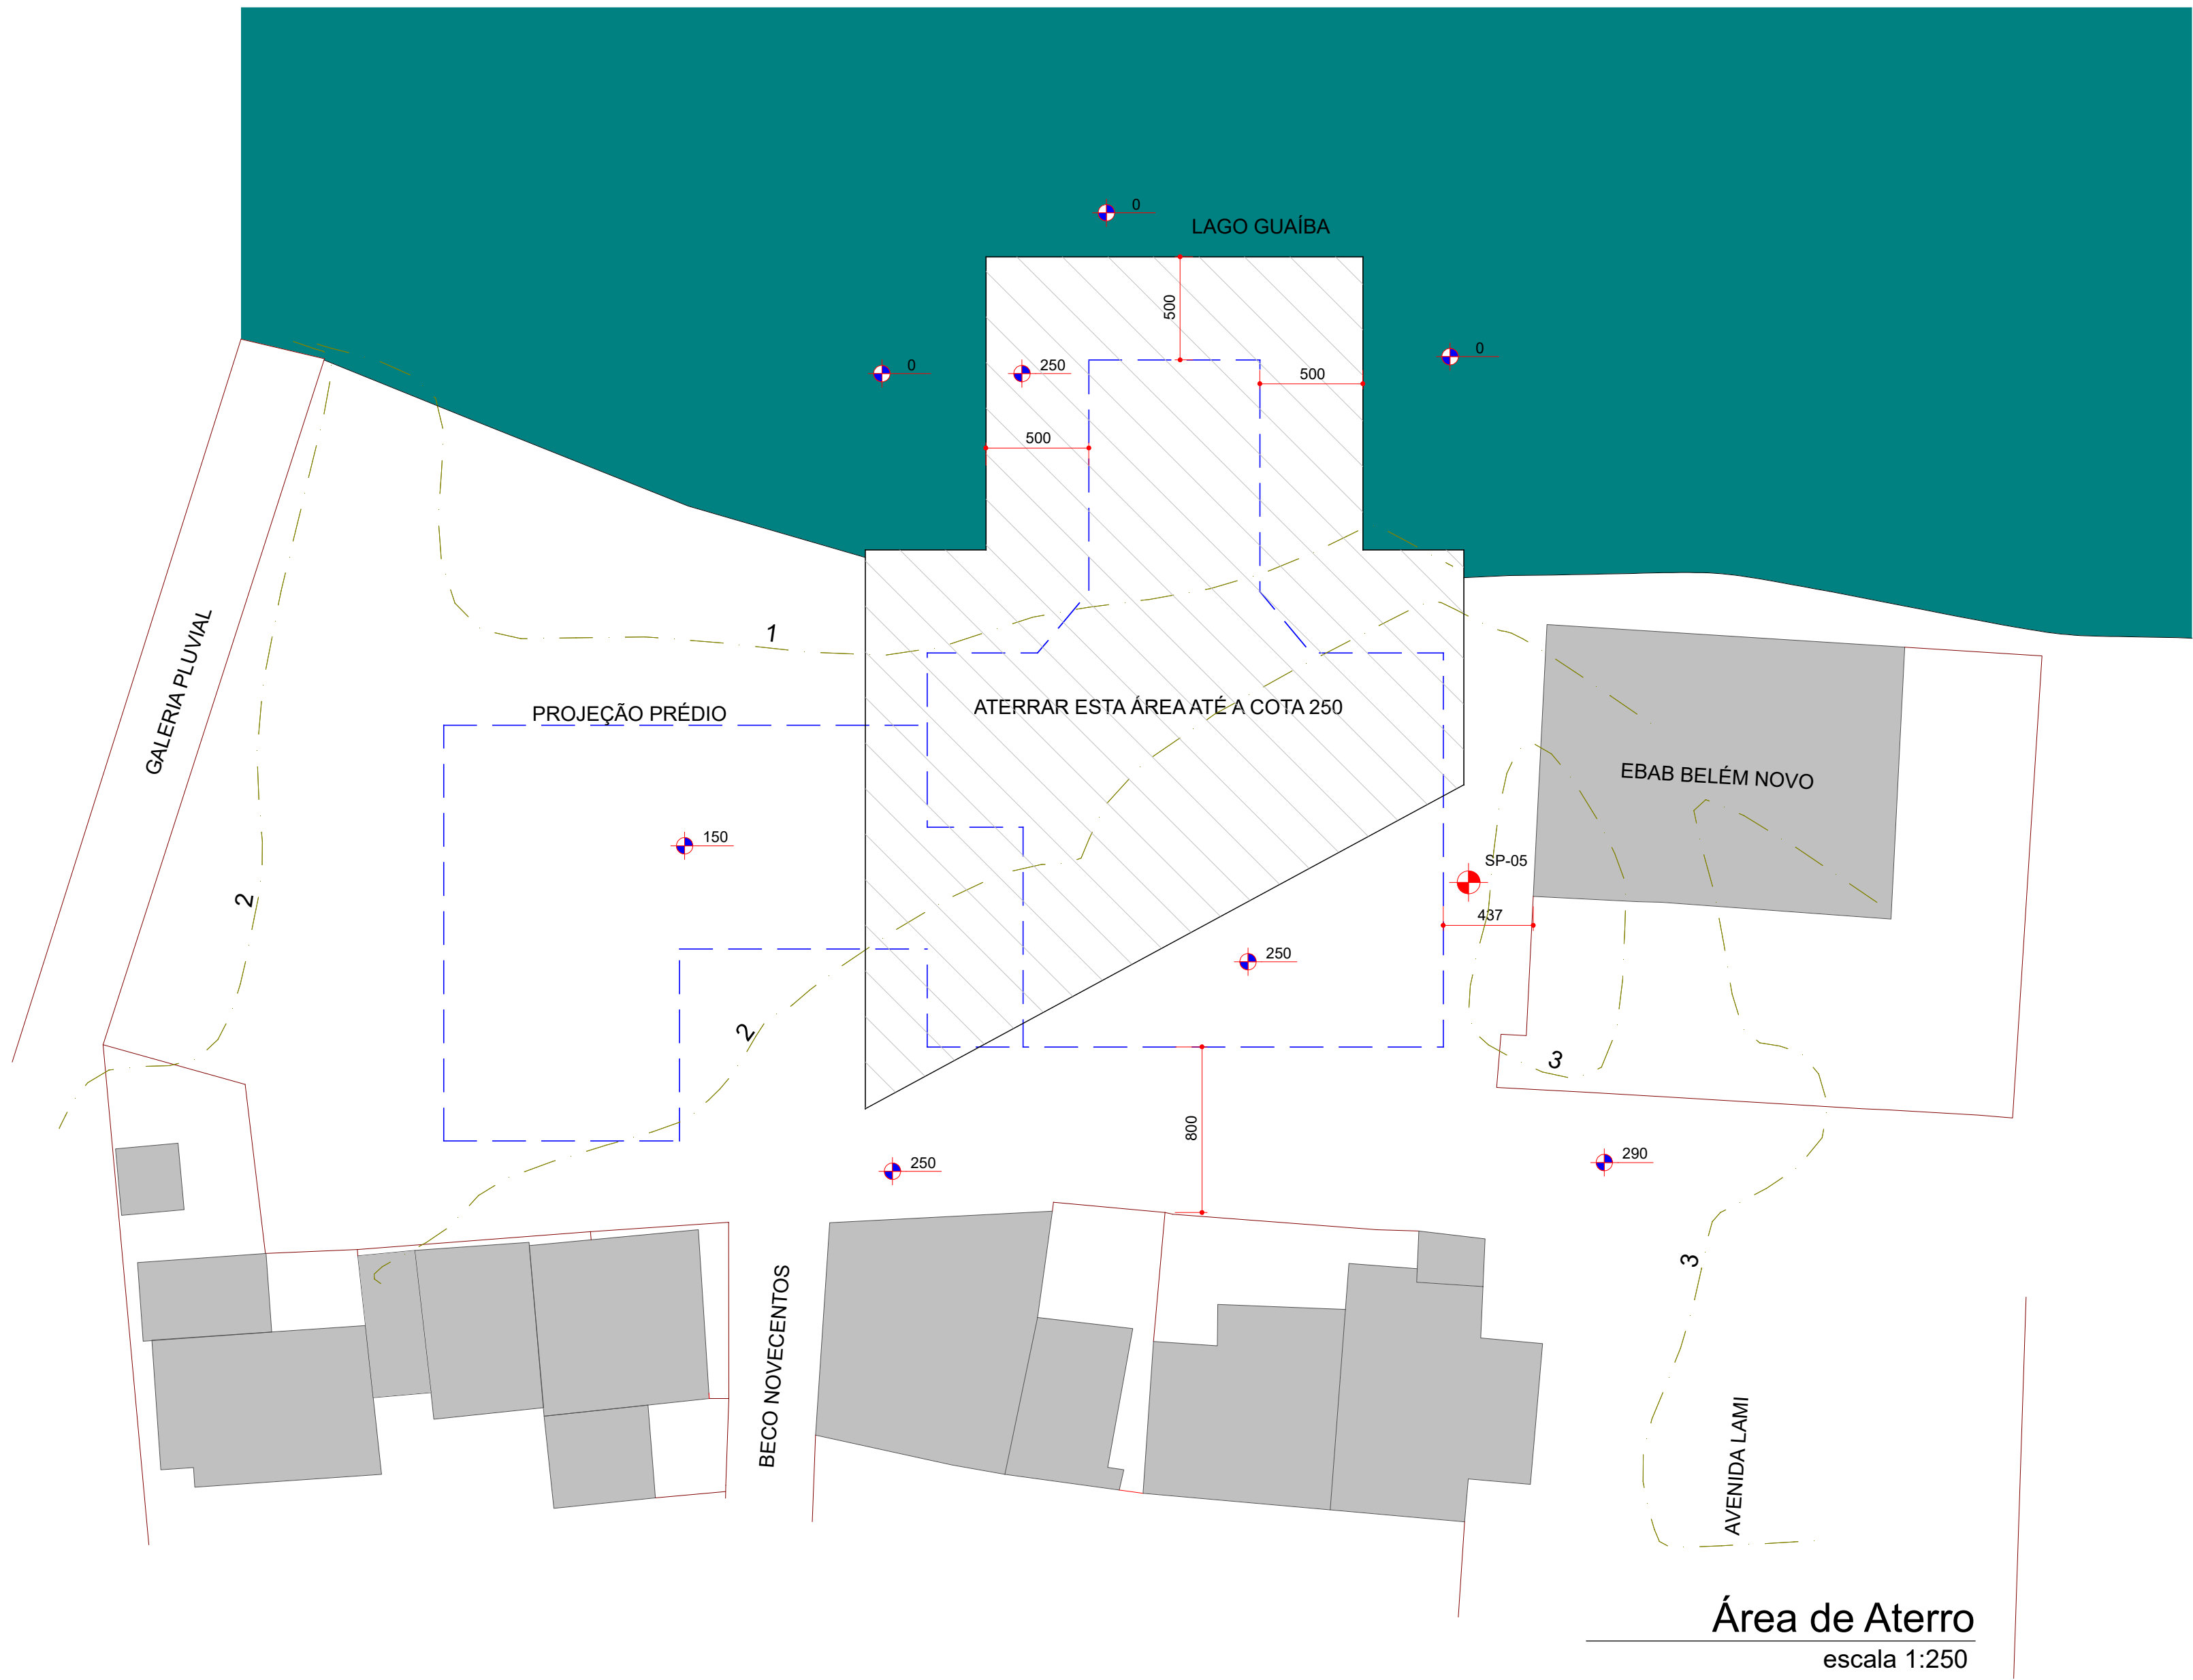 0
LAGO GUAÍBA
500
0
0
250
500
500
GALERIA PLUVIAL
1
PROJEÇÃO PRÉDIO
ATERRAR ESTA ÁREA ATÉ A COTA 250
EBAB BELÉM NOVO
150
SP-05
2
437
250
2
3
800
250
290
3
BECO NOVECENTOS
AVENIDA LAMI
Área de Aterro
escala 1:250